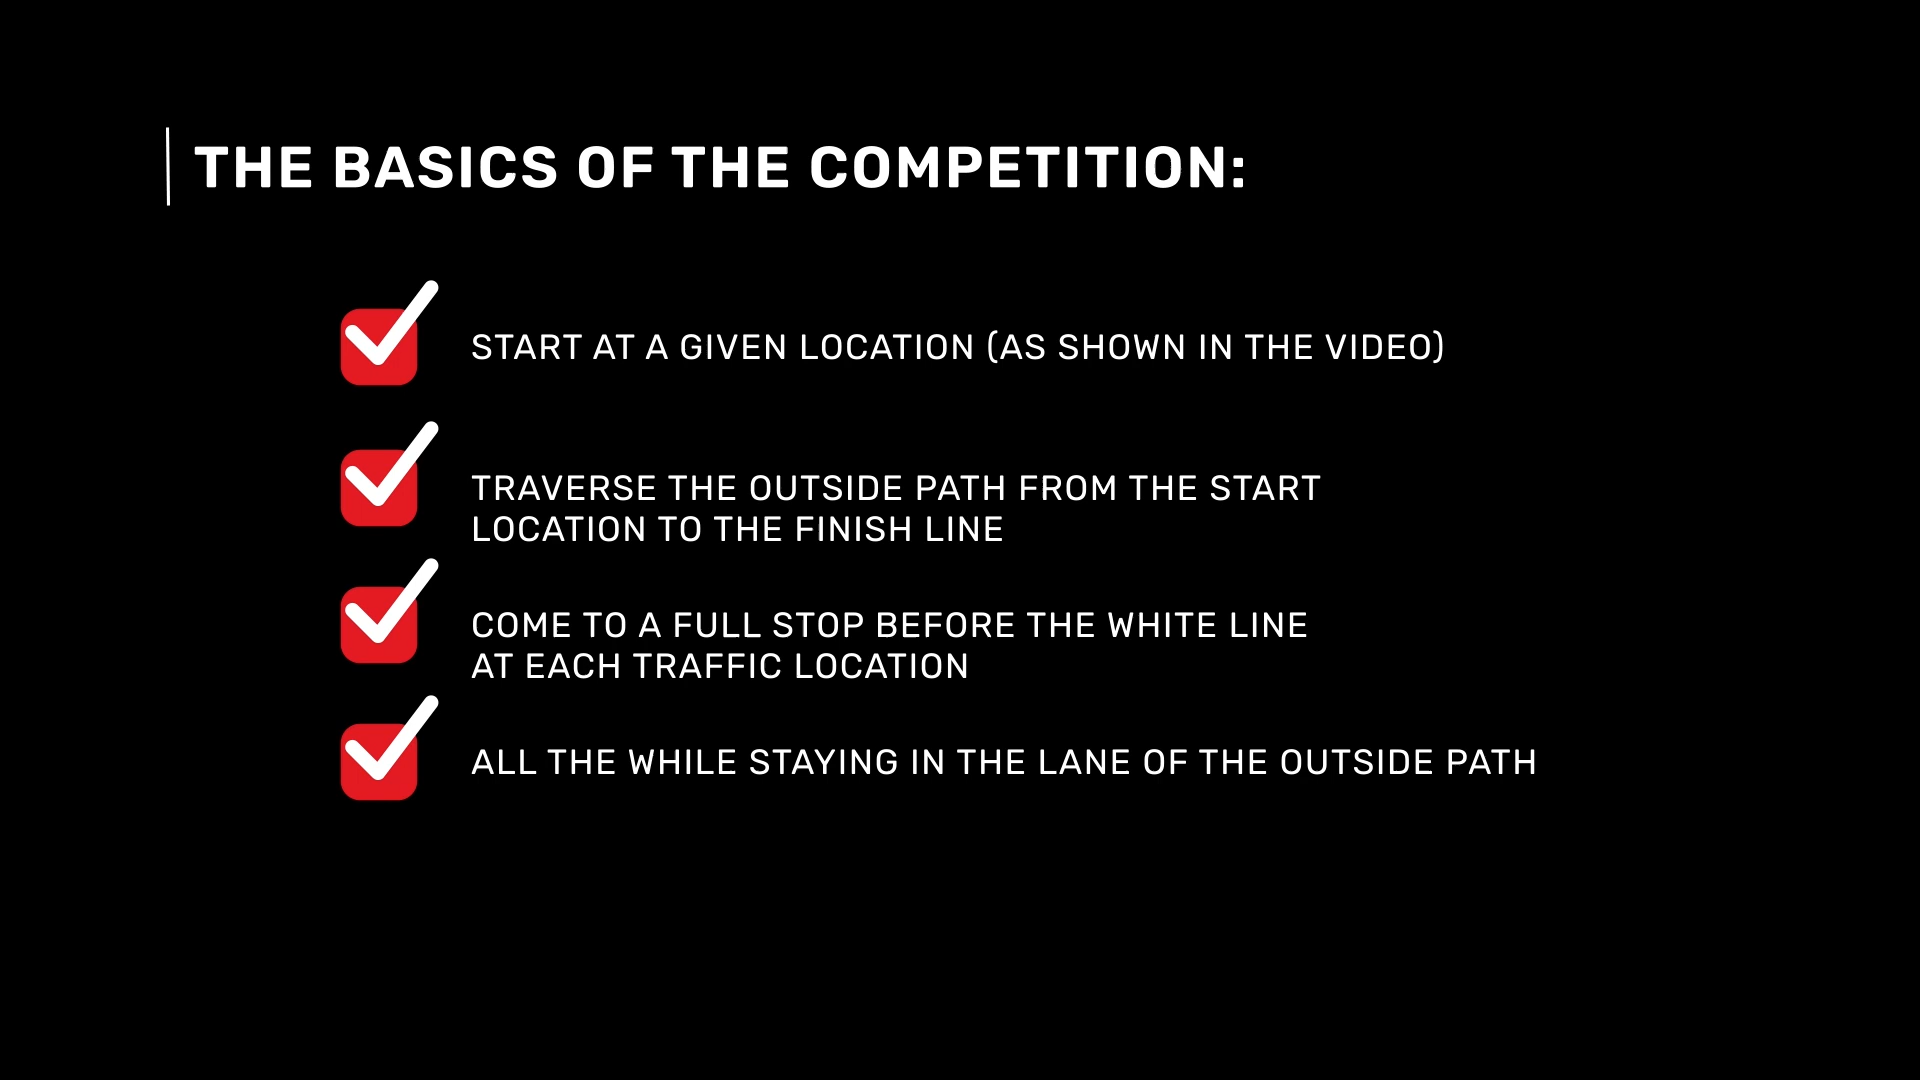 THE BASICS OF THE COMPETITION:
START AT A GIVEN LOCATION (AS SHOWN IN THE VIDEO)
TRAVERSE THE OUTSIDE PATH FROM THE START
LOCATION TO THE FINISH LINE
COME TO A FULL STOP BEFORE THE WHITE LINE
AT EACH TRAFFIC LOCATION
ALL THE WHILE STAYING IN THE LANE OF THE OUTSIDE PATH